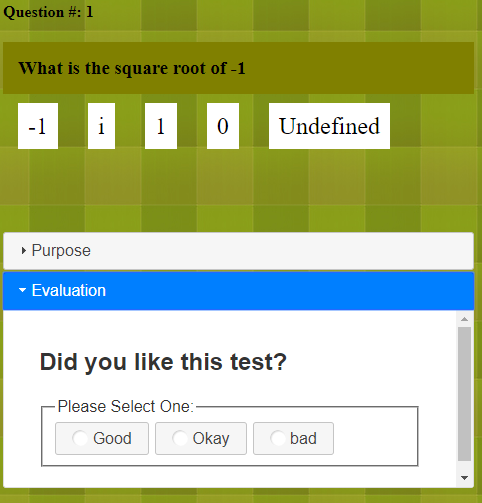 Question #: 1
What is the square root of -1
-1 i 1 0 Undefined
Purpose
Evaluation
Did you like this test?
Please Select One:
Good Okay bad